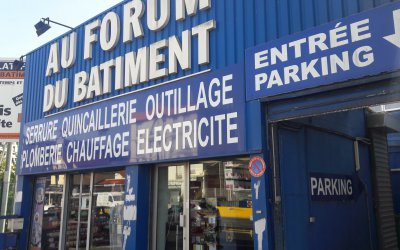 AU FORUM
DU BATIMENT
SERRURE QUINCAILLERIE OUTILLAGE
PLOMBERIE CHAUFFAGE ELECTRICITE
ENTRÉE
PARKING
PARKING